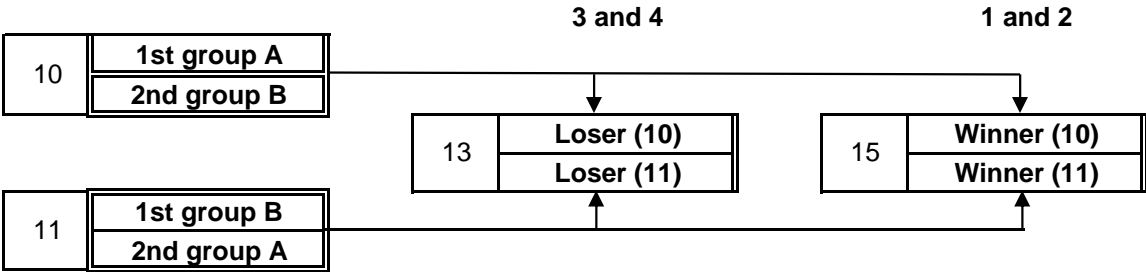 3 and 4
1 and 2
10
1st group A
2nd group B
13
Loser (10)
Loser (11)
15
Winner (10)
Winner (11)
11
1st group B
2nd group A